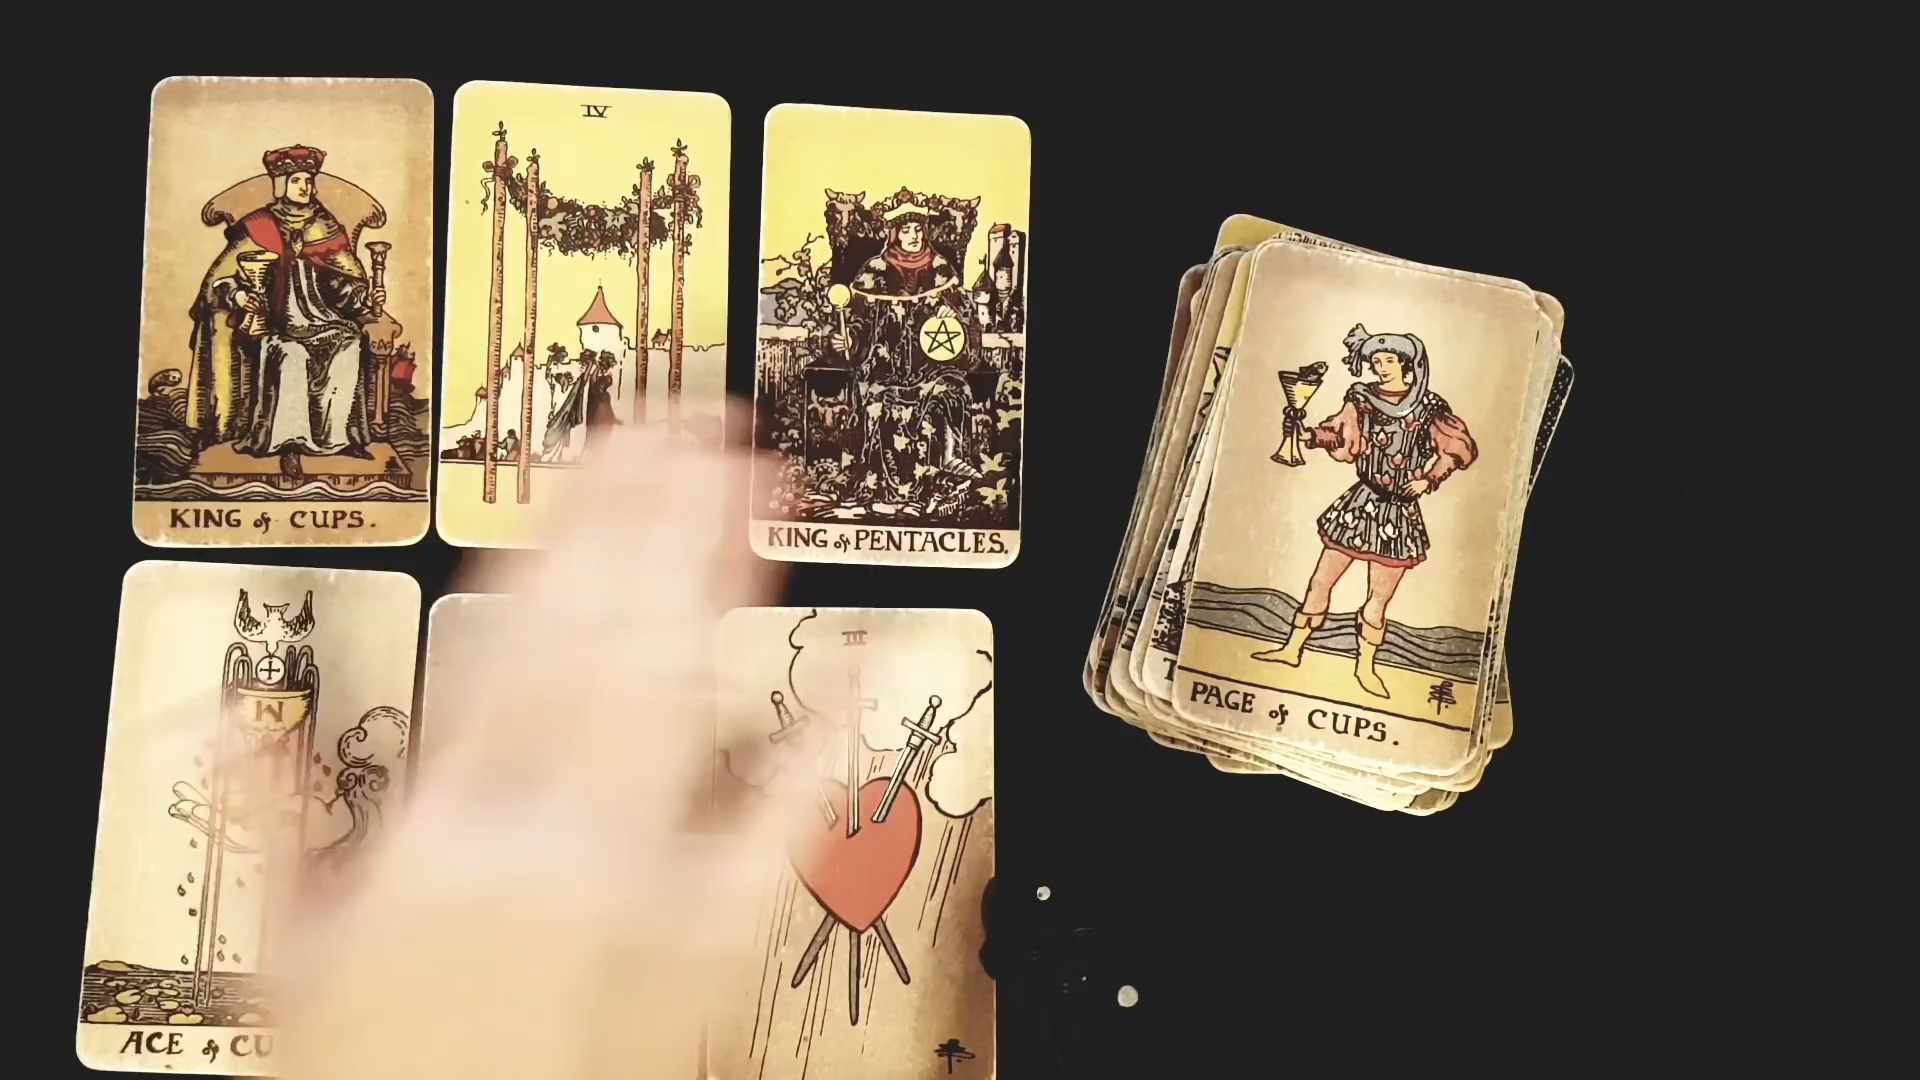 KING of CUPS.
IV
KING of PENTACLES.
ACE of CU
III
T
PAGE of CUPS.